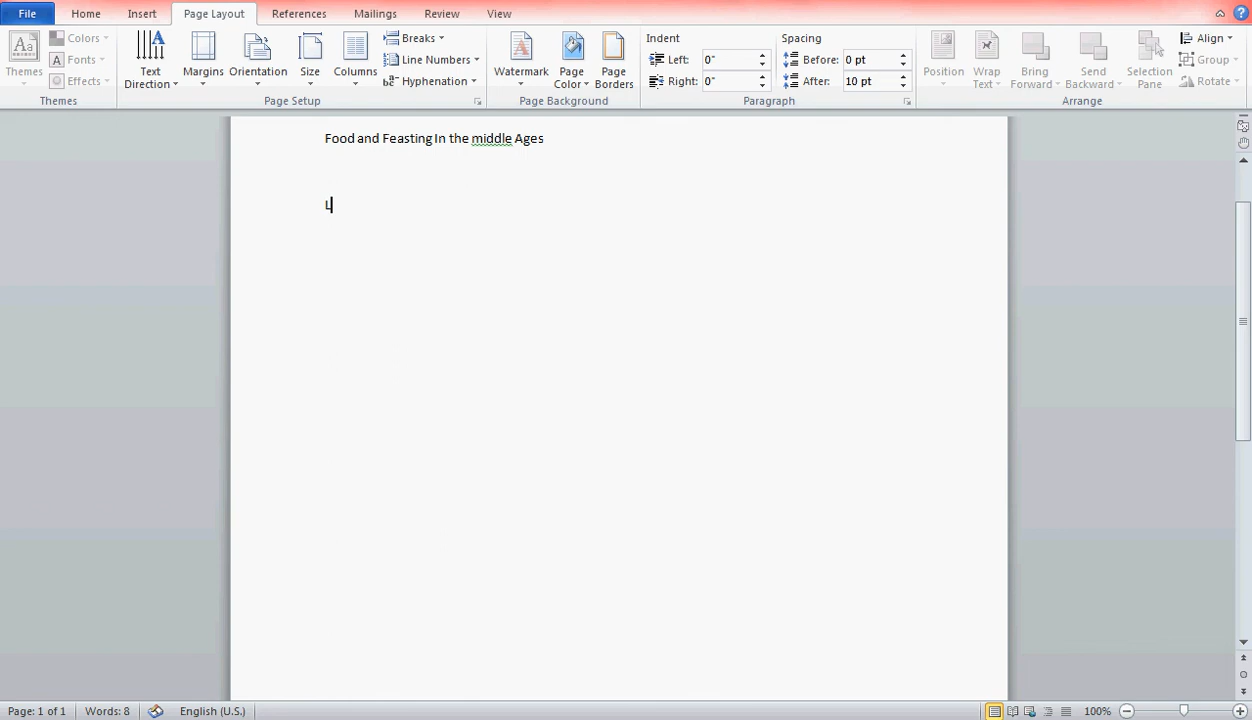 File Home Insert Page Layout References Mailings Review View
Aa Colors Breaks Indent Spacing Align
Fonts Line Numbers Left: 0" Before: 0 pt Group
Themes Effects Text Direction Margins Orientation Size Columns Hyphenation Watermark Page Color Page Borders Right: 0" After: 10 pt Position Wrap Text Bring Forward Send Backward Selection Pane Rotate
Themes Page Setup Page Background Paragraph Arrange
Food and Feasting In the middle Ages
Page: 1 of 1 Words: 8 English (U.S.) 100%